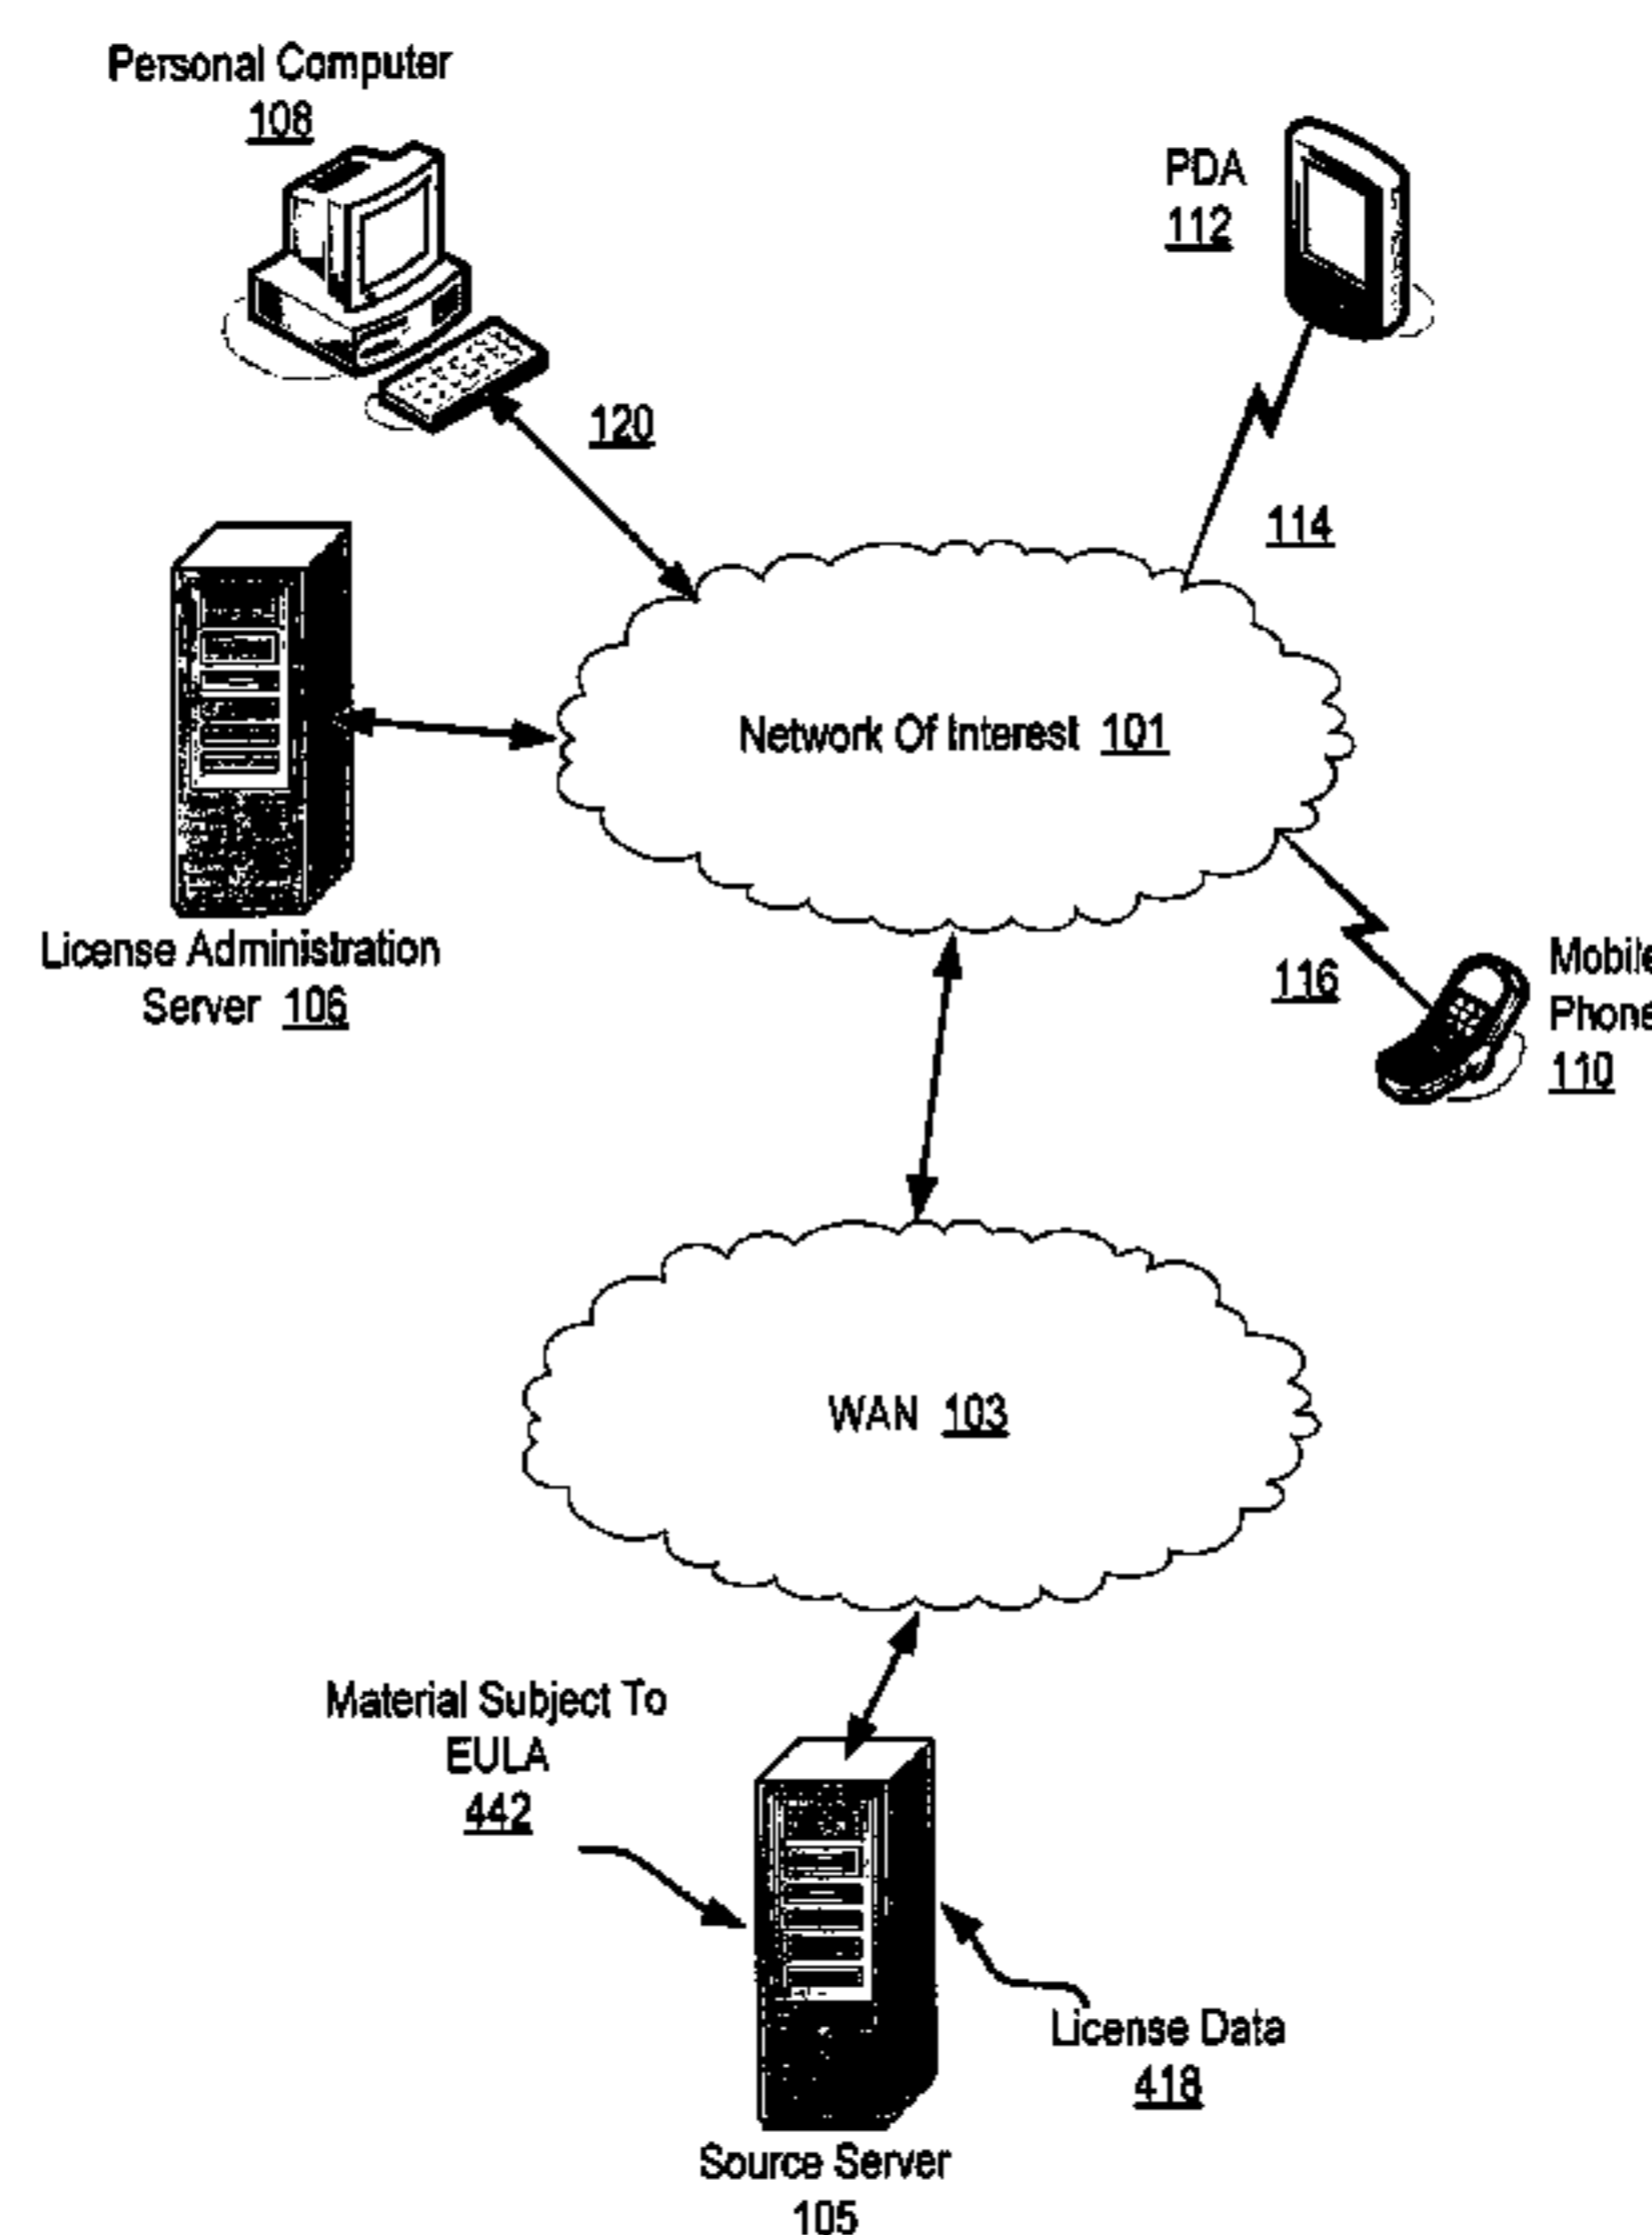 Personal Computer
108
PDA
112
120
114
Network Of Interest 101
License Administration
Server 106
116
Mobile
Phone
110
WAN 103
Material Subject To
EULA
442
License Data
418
Source Server
105